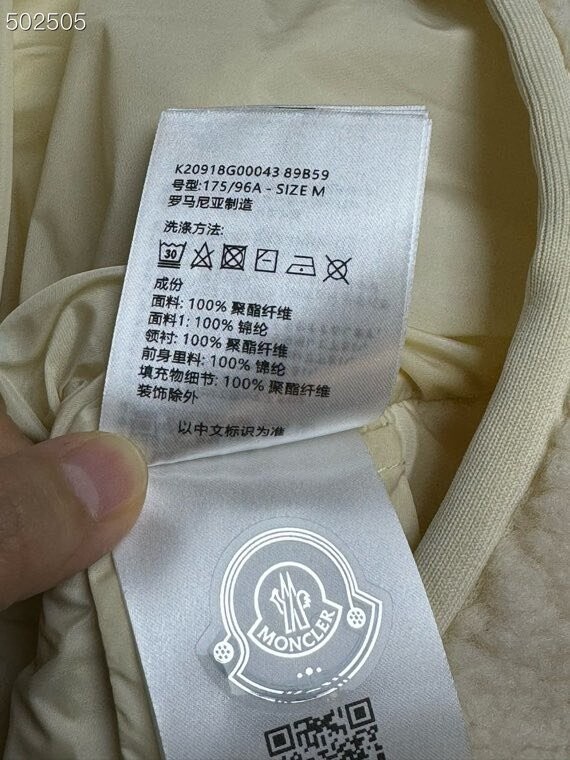 502505
K20918G00043 89B59
号型:175/96A - SIZE M
罗马尼亚制造
洗涤方法:
30
成份
面料: 100% 聚酯纤维
面料1: 100% 锦纶
领衬: 100% 聚酯纤维
前身里料: 100% 锦纶
填充物细节: 100% 聚酯纤维
装饰除外
以中文标识为准
MONCLER